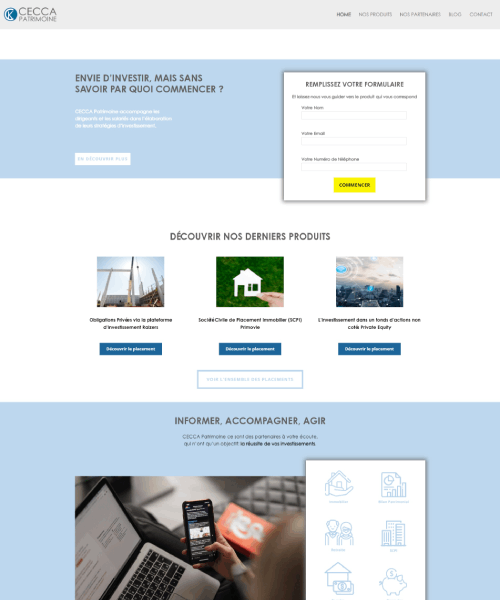 CECCA
PATRIMOINE
HOME NOS PRODUITS NOS PARTENAIRES BLOG CONTACT
ENVIE D'INVESTIR, MAIS SANS
SAVOIR PAR QUOI COMMENCER ?
CECCA Patrimoine accompagne les
dirigeants et les salariés dans l'élaboration
de leurs stratégies d'investissement.
EN DÉCOUVRIR PLUS
REMPLISSEZ VOTRE FORMULAIRE
Et laissez-nous vous guider vers le produit qui vous correspond
Votre Nom
Votre Email
Votre Numéro de téléphone
COMMENCER
DÉCOUVRIR NOS DERNIERS PRODUITS
Obligations Privées via la plateforme
d'investissement Raizers
Découvrir le placement
Société Civile de Placement Immobilier (SCPI)
Primovie
Découvrir le placement
L'investissement dans un fonds d'actions non
cotés Private Equity
Découvrir le placement
VOIR L'ENSEMBLE DES PLACEMENTS
INFORMER, ACCOMPAGNER, AGIR
CECCA Patrimoine ce sont des partenaires à votre écoute,
qui n'ont qu'un objectif: la réussite de vos investissements.
Immobilier
Retraite